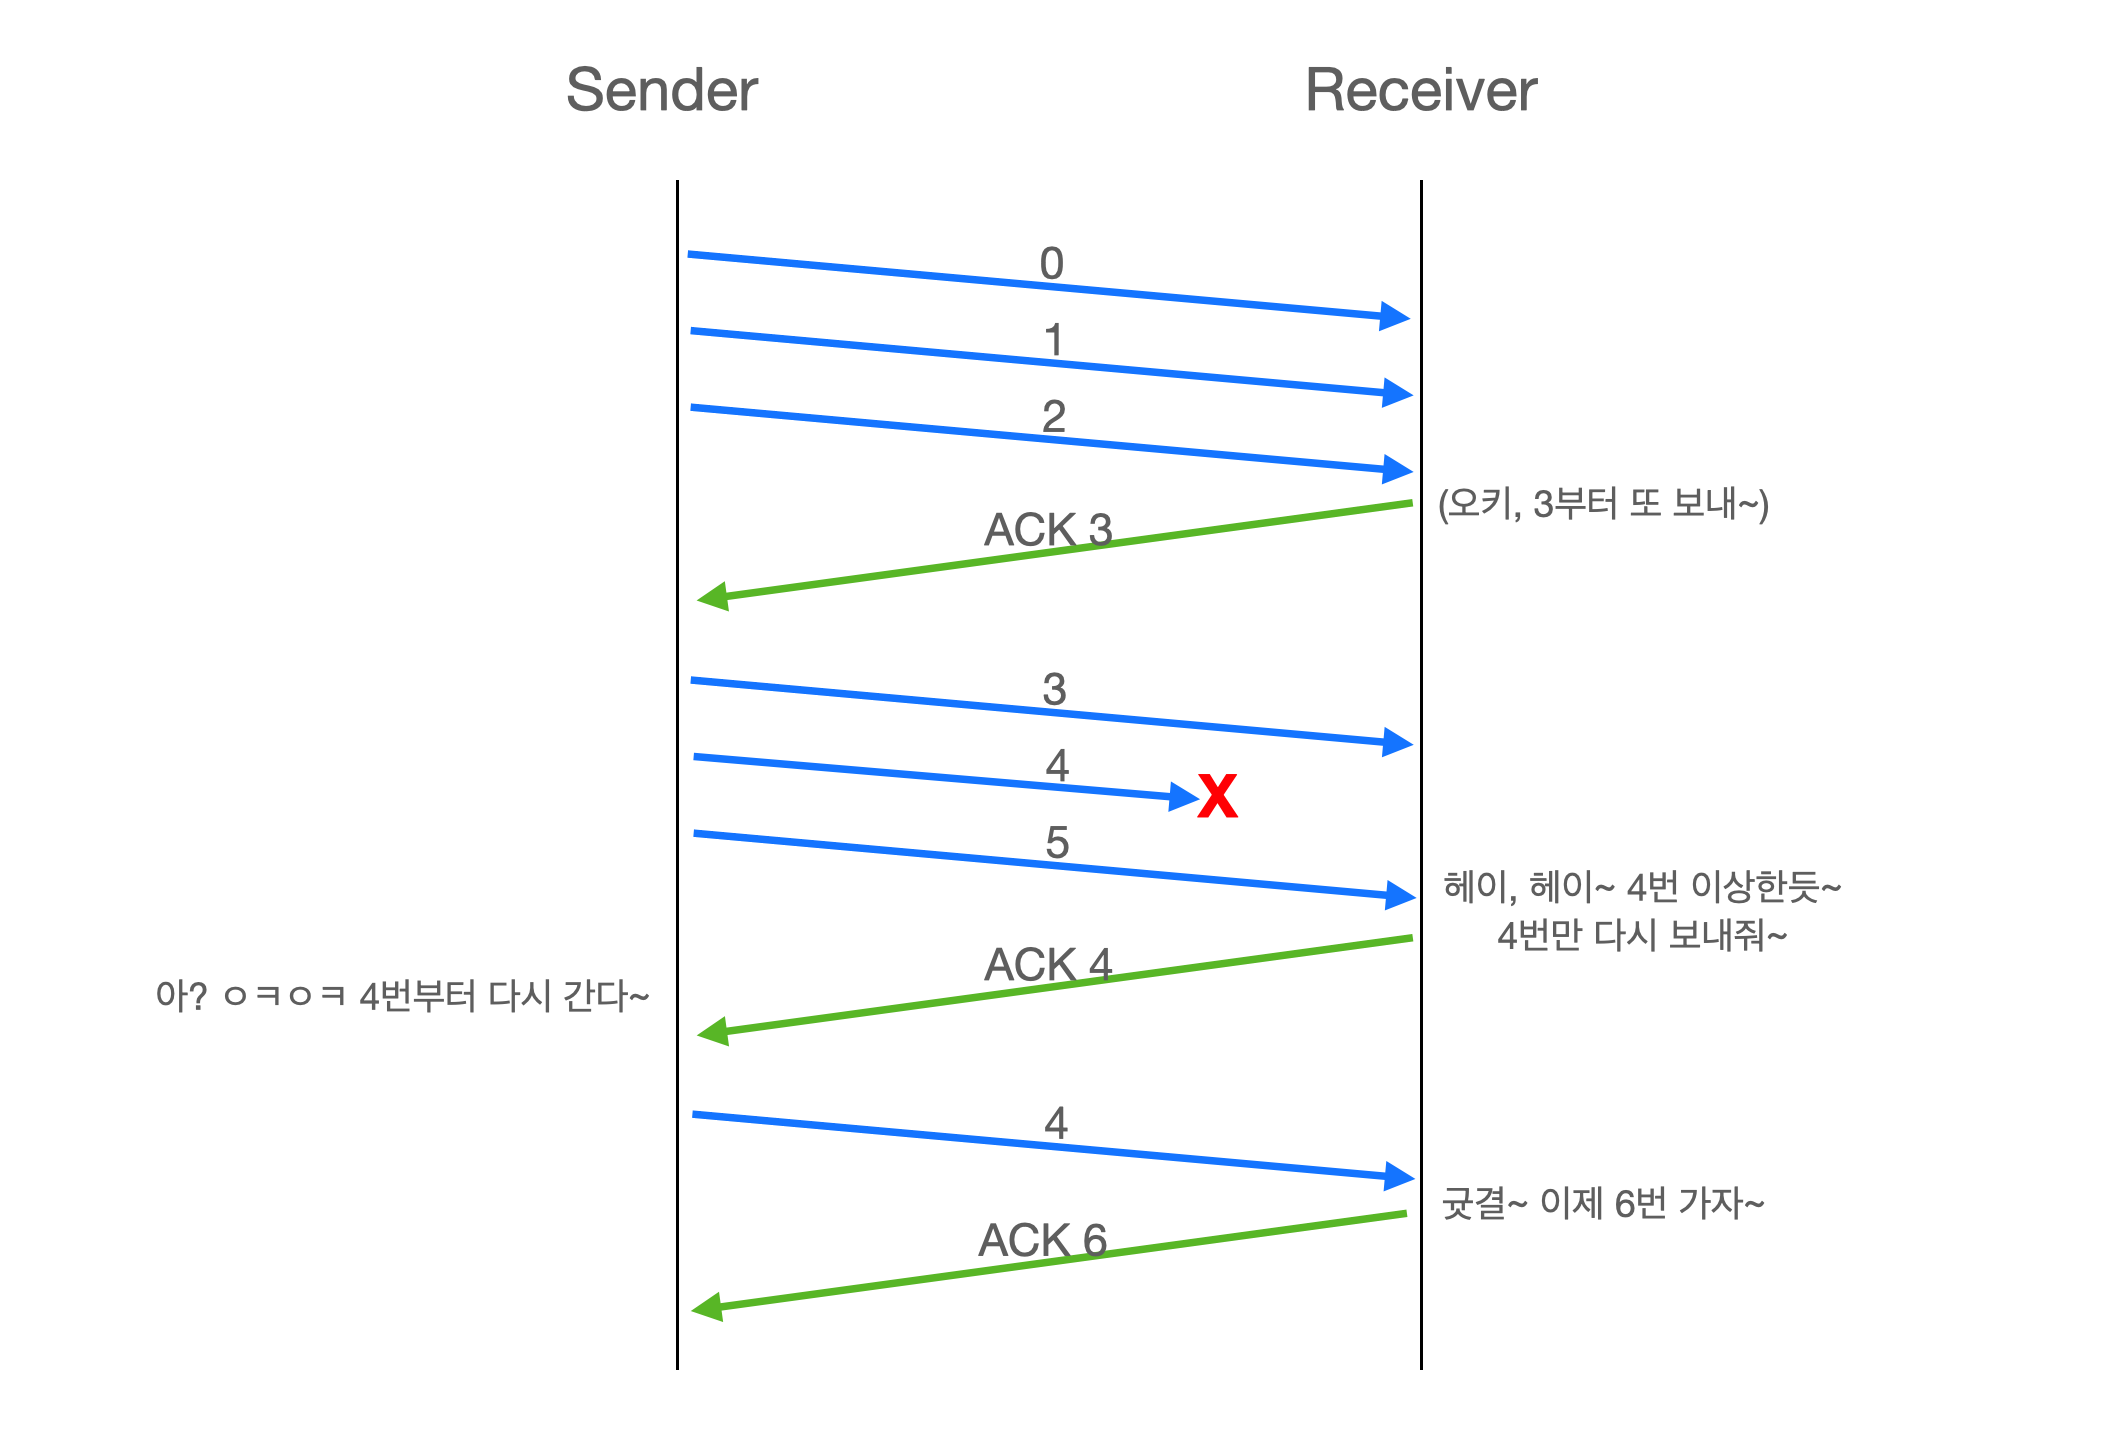 Sender
Receiver
0
1
2
(오키, 3부터 또 보내~)
ACK 3
3
4
X
5
헤이, 헤이~ 4번 이상한듯~
4번만 다시 보내줘~
ACK 4
아? ㅇㅋㅇㅋ 4번부터 다시 간다~
4
귯결~ 이제 6번 가자~
ACK 6